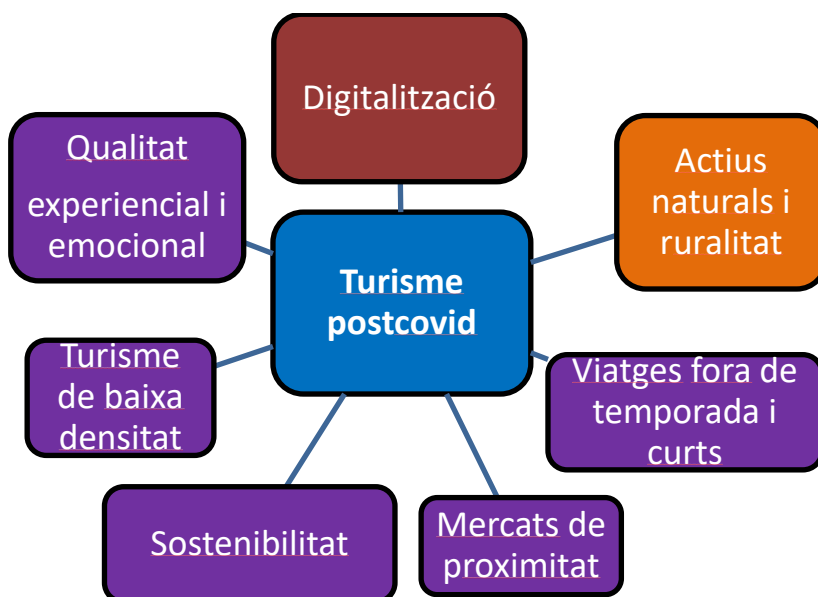 Digitalització
Qualitat
experiencial i
emocional
Actius
naturals i
ruralitat
Turisme
postcovid
Turisme
de baixa
densitat
Viatges fora de
temporada i
curts
Sostenibilitat
Mercats de
proximitat